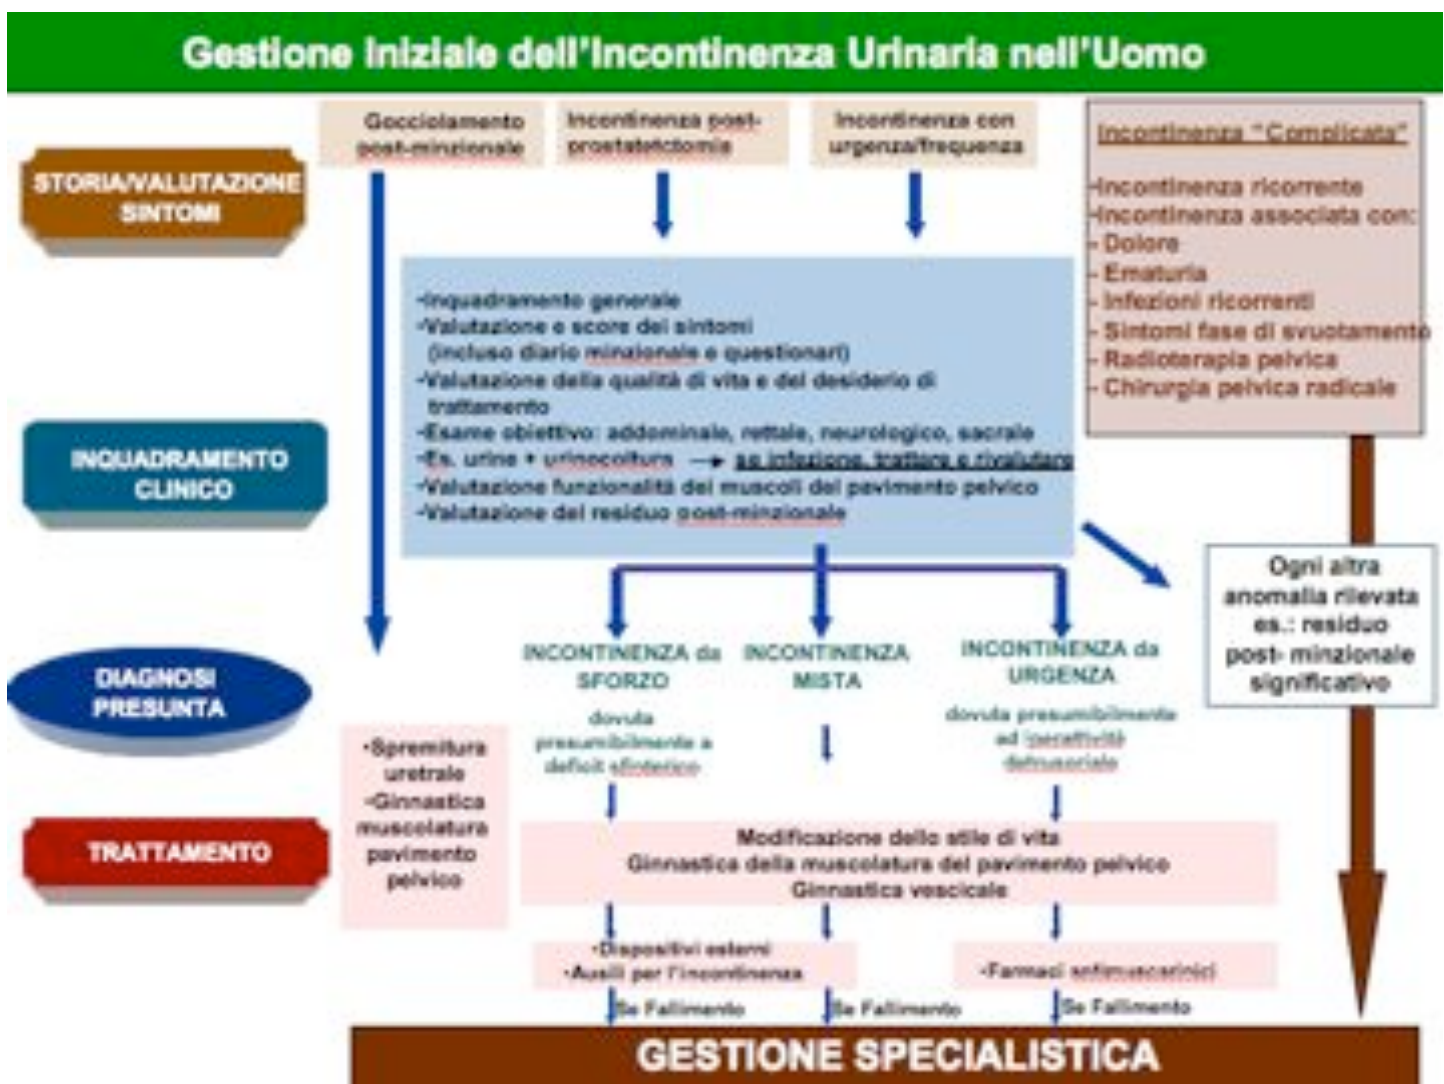 Gestione Iniziale dell'Incontinenza Urinaria nell'Uomo
Gocciolamento
post-minzionale
Incontinenza post-
prostatectomia
Incontinenza con
urgenza/frequenza
Incontinenza "Complicata"
-Incontinenza ricorrente
•Incontinenza associata con:
- Dolore
- Ematuria
- Infezioni ricorrenti
- Sintomi fase di svuotamento
- Radioterapia pelvica
- Chirurgia pelvica radicale
STORIA/VALUTAZIONE
SINTOMI
•Inquadramento generale
•Valutazione e score dei sintomi
(incluso diario minzionale e questionari)
•Valutazione della qualità di vita e del desiderio di
trattamento
•Esame obiettivo: addominale, rettale, neurologico, sacrale
•Es. urine + urinocoltura → se infezione, trattare e rivalutare
•Valutazione funzionalità dei muscoli del pavimento pelvico
•Valutazione del residuo post-minzionale
INQUADRAMENTO
CLINICO
Ogni altra
anomalia rilevata
es.: residuo
post- minzionale
significativo
DIAGNOSI
PRESUNTA
INCONTINENZA da
SFORZO
dovuta
presumibilmente a
deficit sfinterico
INCONTINENZA
MISTA
INCONTINENZA da
URGENZA
dovuta presumibilmente
ad iperattività
detrusoriale
•Spremitura
uretrale
•Ginnastica
muscolatura
pavimento
pelvico
TRATTAMENTO
Modificazione dello stile di vita
Ginnastica della muscolatura del pavimento pelvico
Ginnastica vescicale
•Dispositivi esterni
•Ausili per l'incontinenza
•Farmaci antimuscarinici
Se Fallimento
Se Fallimento
Se Fallimento
GESTIONE SPECIALISTICA